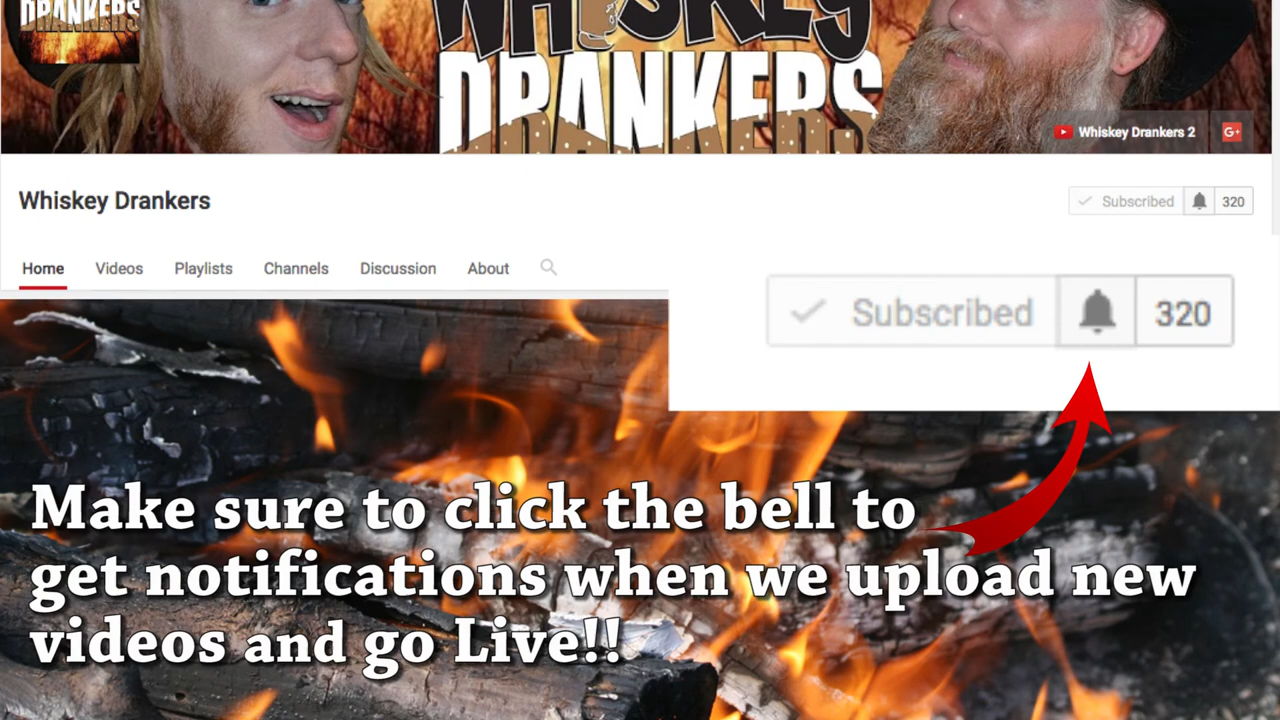 DRANKERS
WHISKEY
DRANKERS
Whiskey Drankers 2
G+
Whiskey Drankers
Subscribed 320
Home Videos Playlists Channels Discussion About
Subscribed 320
Make sure to click the bell to
get notifications when we upload new
videos and go Live!!